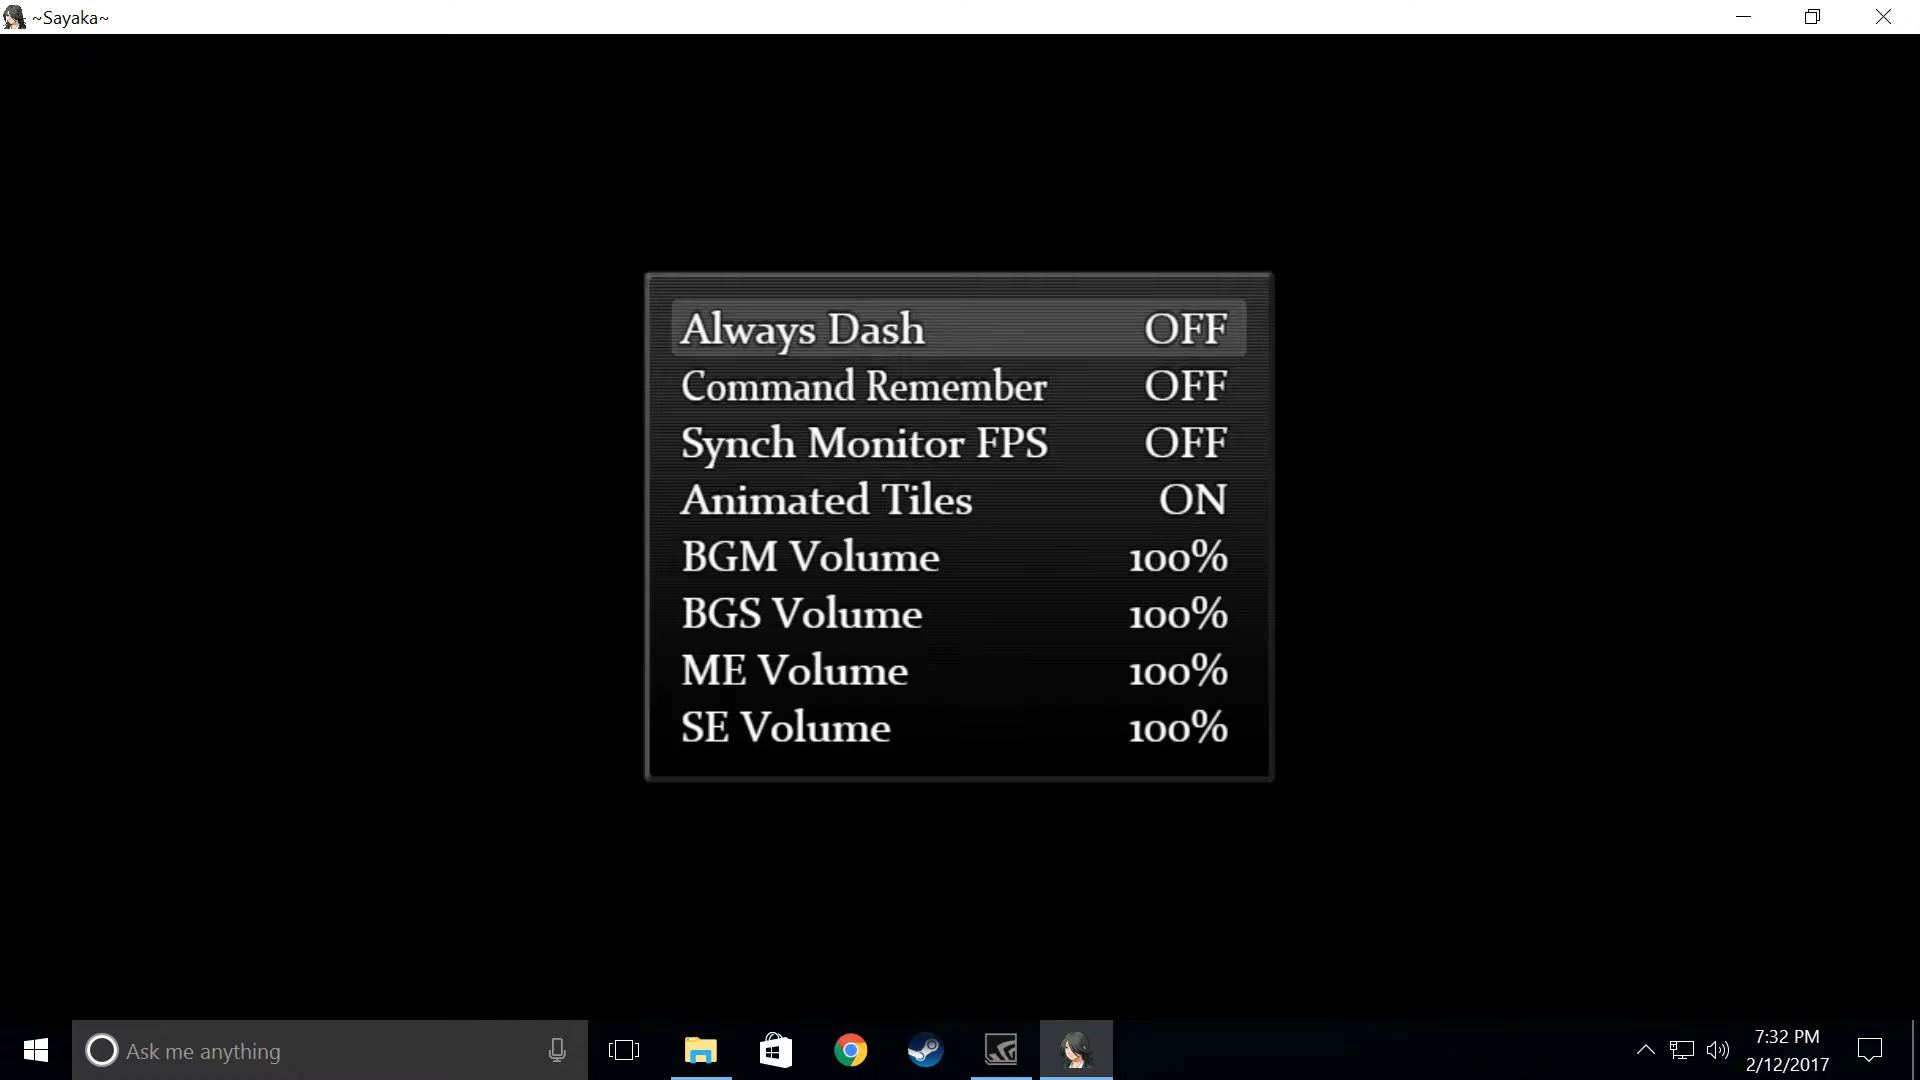 ~Sayaka~
Always Dash OFF
Command Remember OFF
Synch Monitor FPS OFF
Animated Tiles ON
BGM Volume 100%
BGS Volume 100%
ME Volume 100%
SE Volume 100%
Ask me anything
7:32 PM
2/12/2017